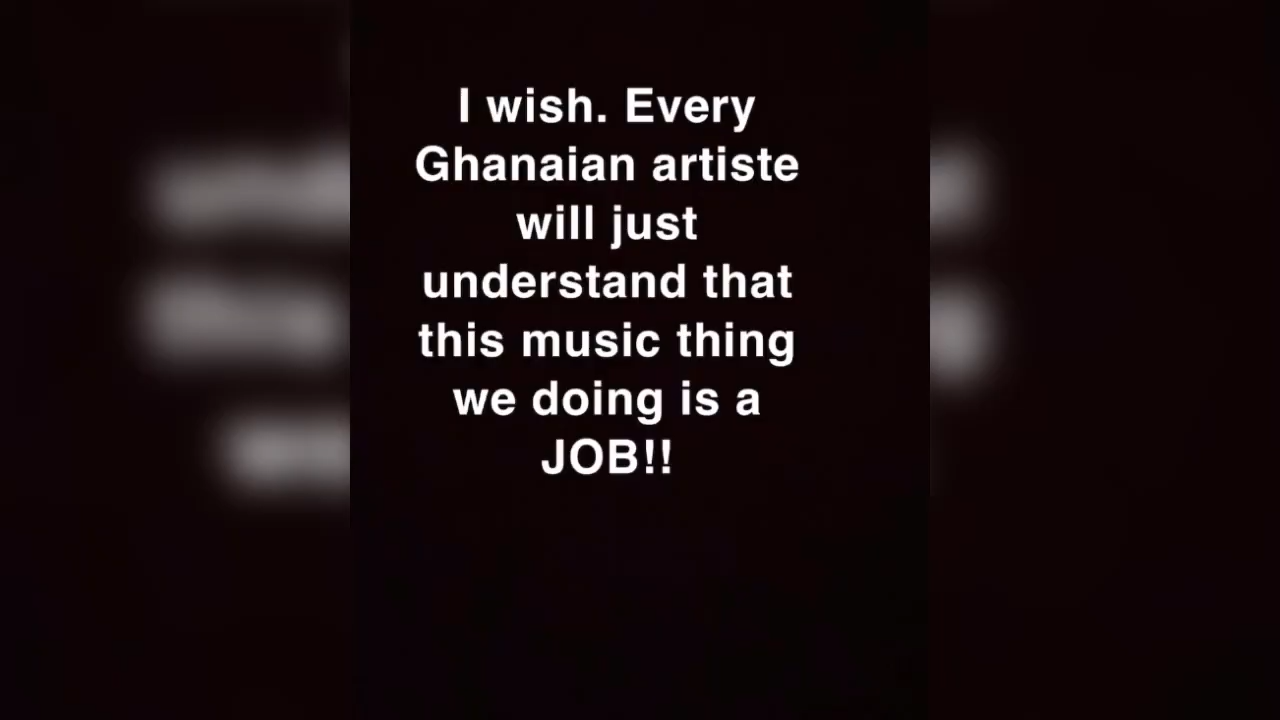 I wish. Every
Ghanaian artiste
will just
understand that
this music thing
we doing is a
JOB!!